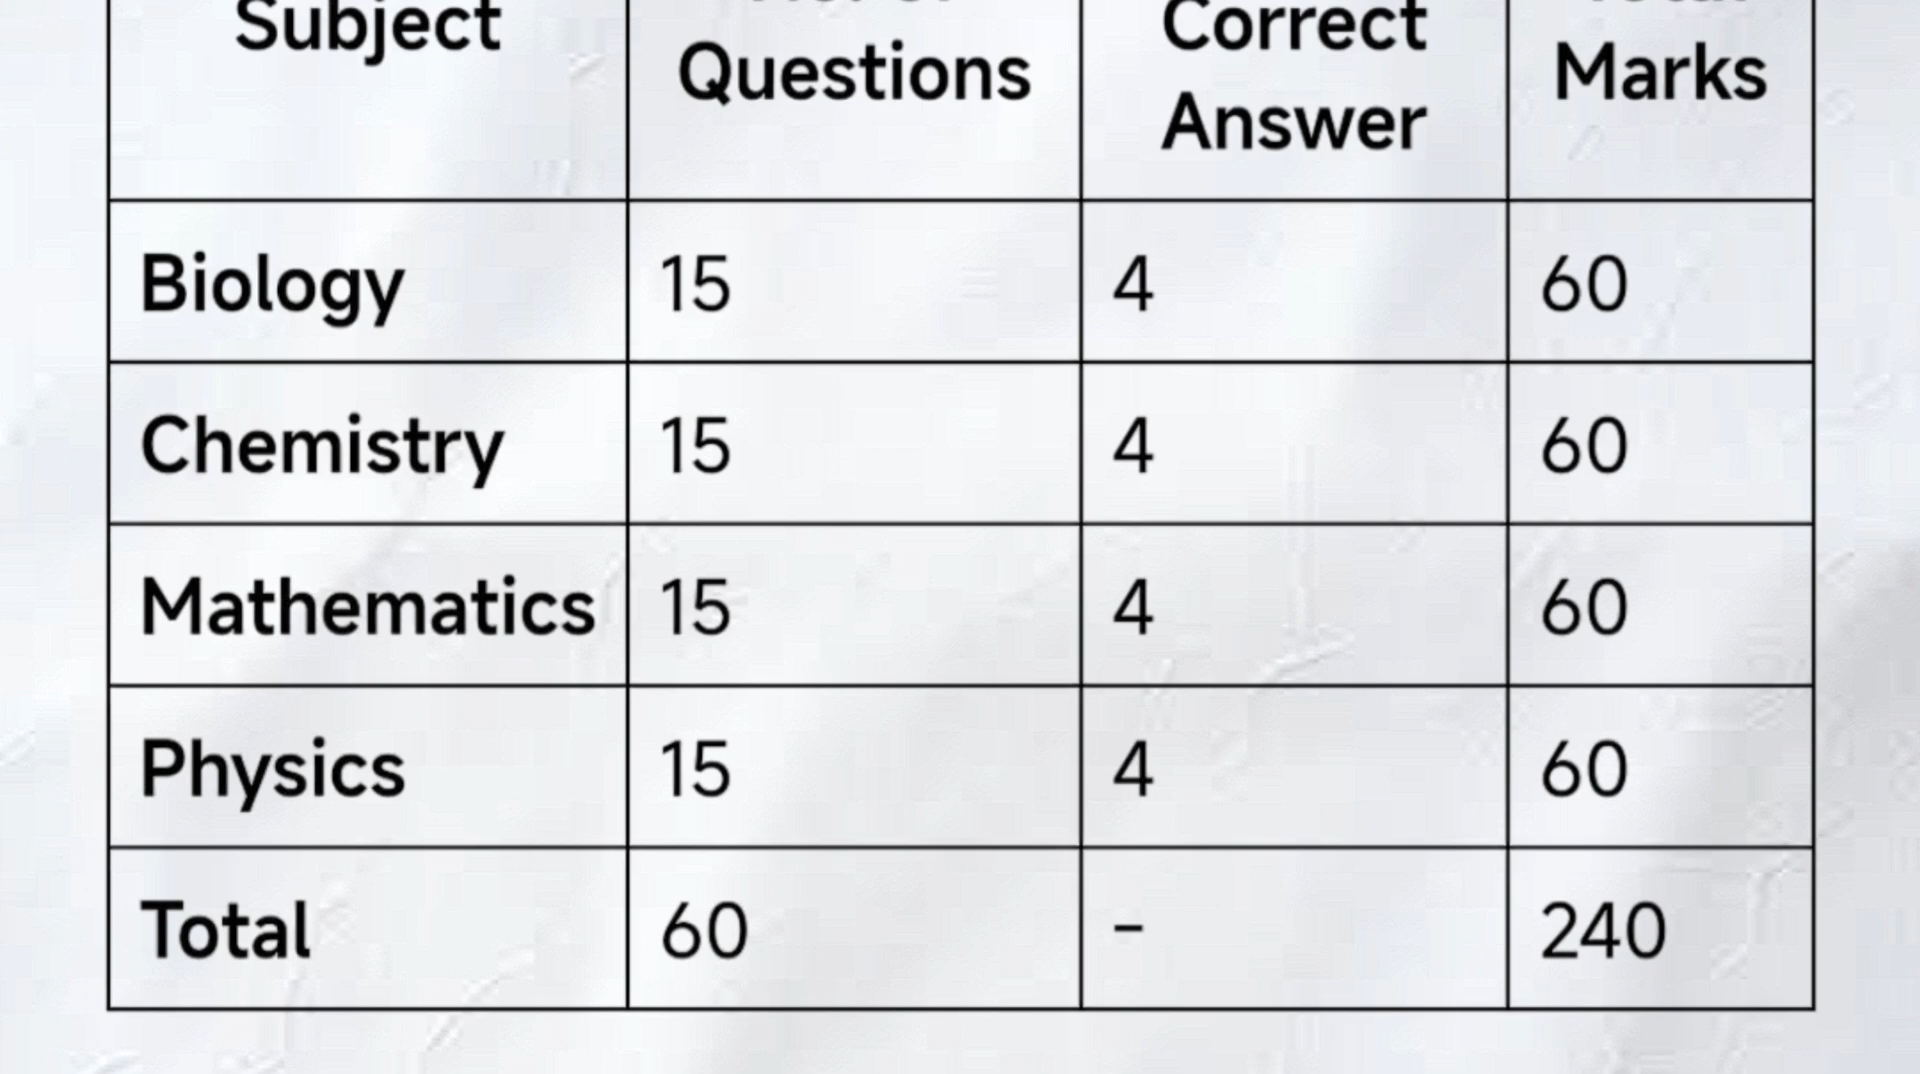 Subject
Questions
Correct
Answer
Marks
Biology 15 4 60
Chemistry 15 4 60
Mathematics 15 4 60
Physics 15 4 60
Total 60 - 240